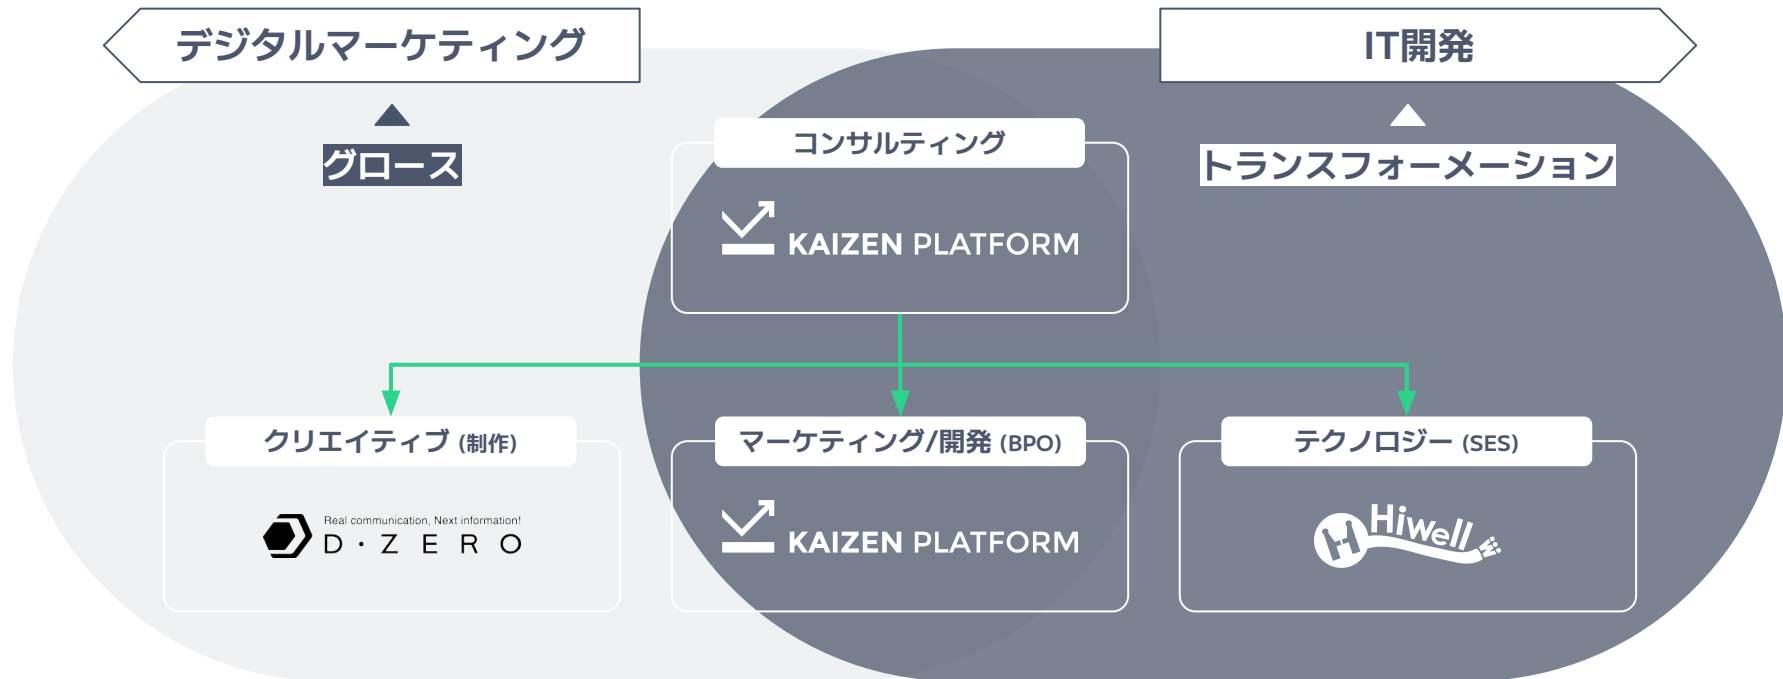 デジタルマーケティング
IT開発
グロース
コンサルティング
トランスフォーメーション
KAIZEN PLATFORM
クリエイティブ (制作)
マーケティング/開発 (BPO)
テクノロジー (SES)
Real communication, Next information!
D・ZERO
KAIZEN PLATFORM
Hiwell